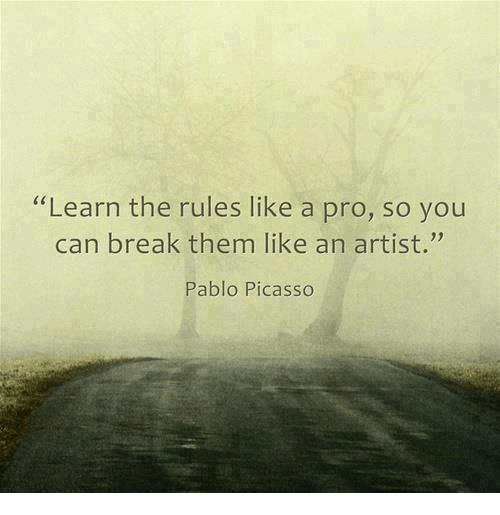 “Learn the rules like a pro, so you
can break them like an artist.”
Pablo Picasso